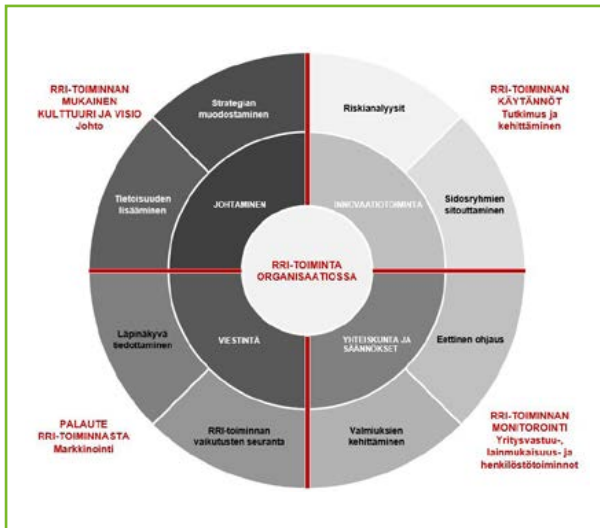 RRI-TOIMINNAN
MUKAINEN
KULTTUURI JA VISIO
Johto
Strategian
muodostaminen
Riskianalyysit
RRI-TOIMINNAN
KÄYTÄNNÖT
Tutkimus ja
kehittäminen
Tietoisuuden
lisääminen
JOHTAMINEN
INNOVAATIOTOIMINTA
Sidosryhmien
sitouttaminen
RRI-TOIMINTA
ORGANISAATIOSSA
Läpinäkyvä
tiedottaminen
VIESTINTÄ
YHTEISKUNTA JA
SÄÄNNÖKSET
Eettinen ohjaus
PALAUTE
RRI-TOIMINNASTA
Markkinointi
RRI-toiminnan
vaikutusten seuranta
Valmiuksien
kehittäminen
RRI-TOIMINNAN
MONITOROINTI
Yritysvastuu-,
lainmukaisuus- ja
henkilöstötoiminnot